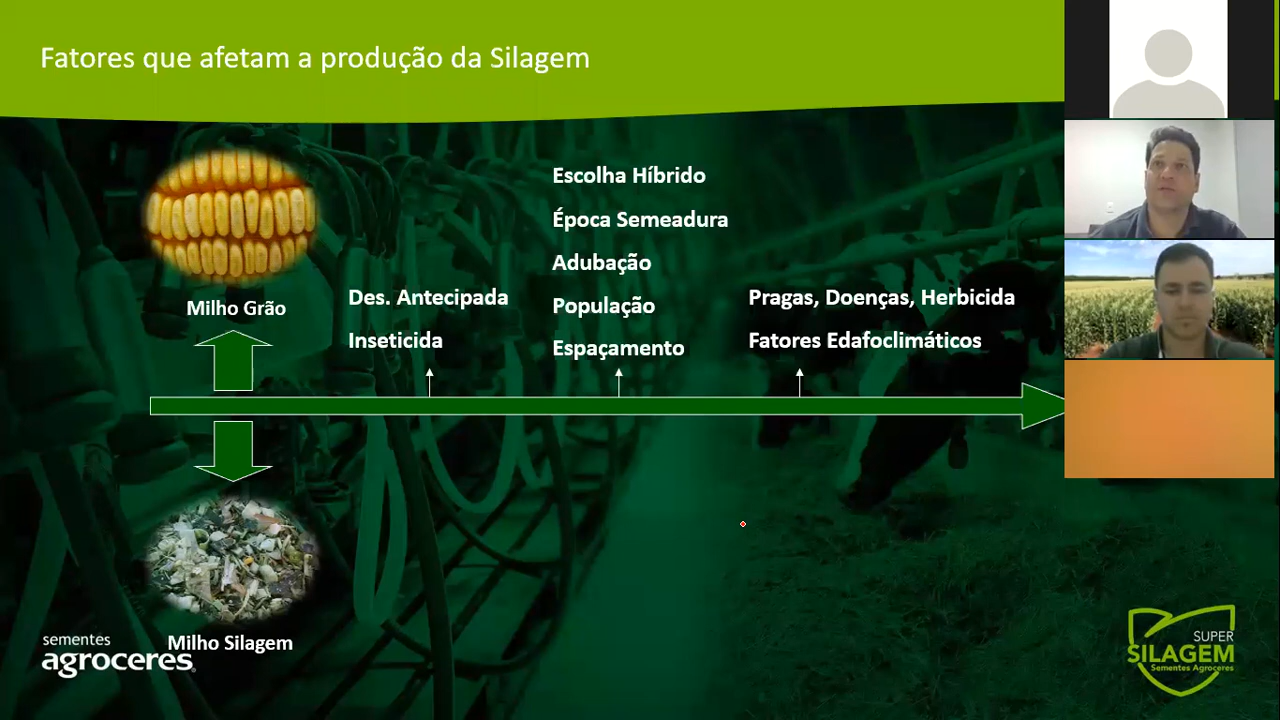 Fatores que afetam a produção da Silagem
Milho Grão
Des. Antecipada
Inseticida
Escolha Híbrido
Época Semeadura
Adubação
População
Espaçamento
Pragas, Doenças, Herbicida
Fatores Edafoclimáticos
Milho Silagem
sementes
agroceres®
SUPER
SILAGEM
Sementes Agroceres